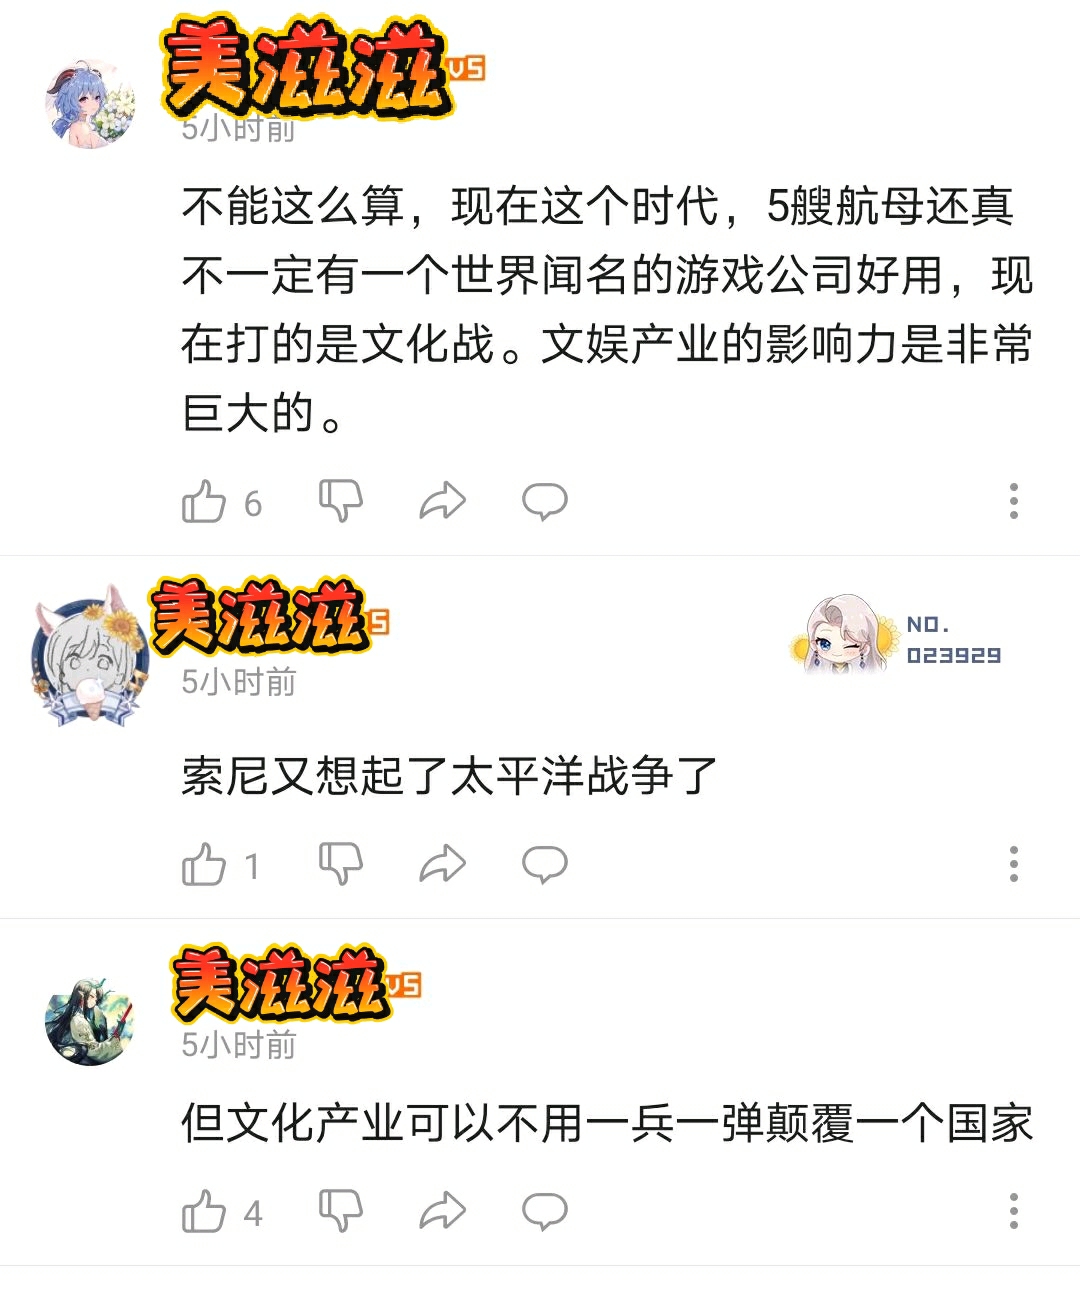 美滋滋V5
5小时前
不能这么算，现在这个时代，5艘航母还真
不一定有一个世界闻名的游戏公司好用，现
在打的是文化战。文娱产业的影响力是非常
巨大的。
6
美滋滋5
NO.
023929
5小时前
索尼又想起了太平洋战争了
1
美滋滋V5
5小时前
但文化产业可以不用一兵一弹颠覆一个国家
4